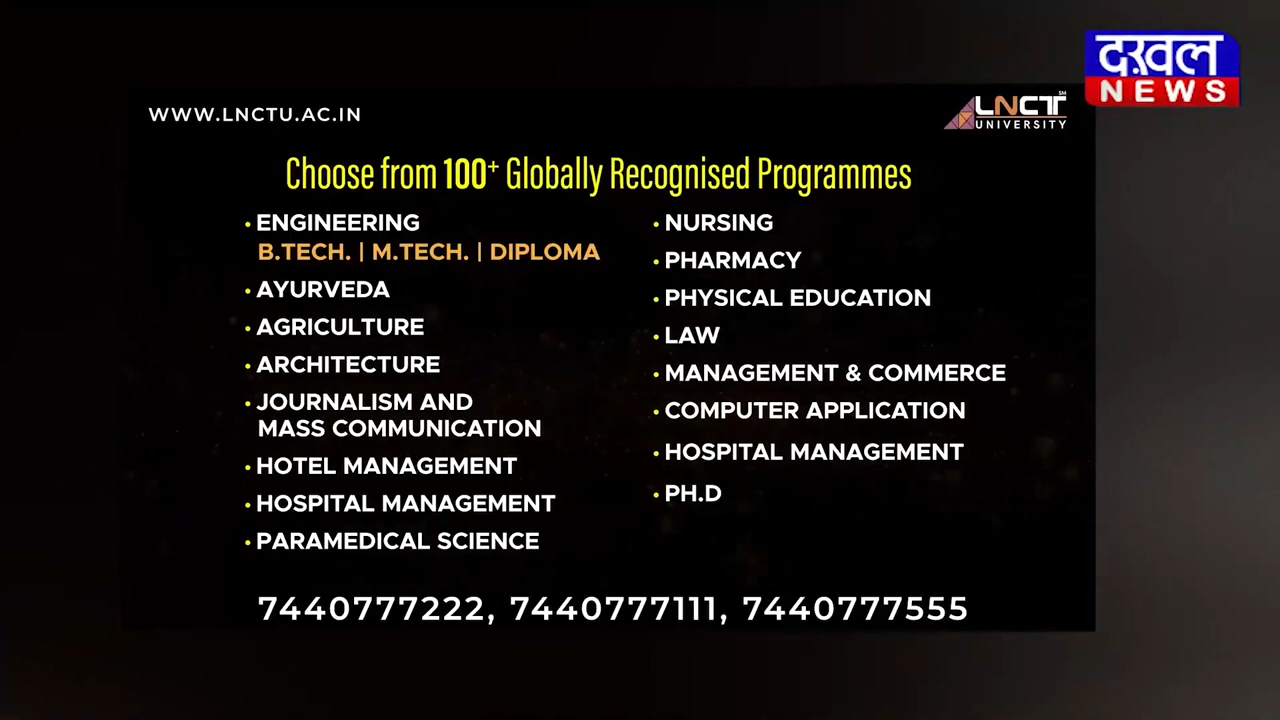 दख़ल
NEWS
WWW.LNCTU.AC.IN
LNCT SM
UNIVERSITY
Choose from 100+ Globally Recognised Programmes
• ENGINEERING
B.TECH. | M.TECH. | DIPLOMA
• AYURVEDA
• AGRICULTURE
• ARCHITECTURE
• JOURNALISM AND
MASS COMMUNICATION
• HOTEL MANAGEMENT
• HOSPITAL MANAGEMENT
• PARAMEDICAL SCIENCE
• NURSING
• PHARMACY
• PHYSICAL EDUCATION
• LAW
• MANAGEMENT & COMMERCE
• COMPUTER APPLICATION
• HOSPITAL MANAGEMENT
• PH.D
7440777222, 7440777111, 7440777555